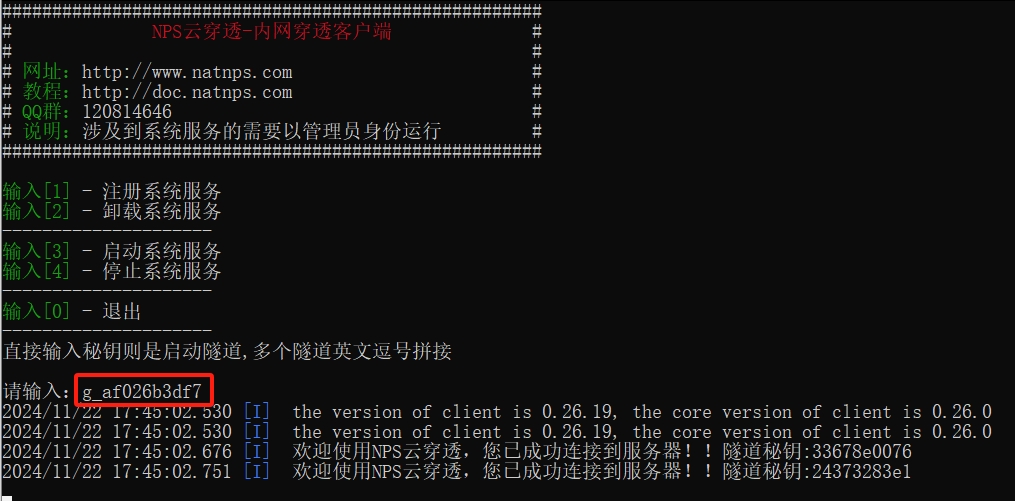 ######################################################
# NPS云穿透-内网穿透客户端 #
# #
# 网址: http://www.natnps.com #
# 教程: http://doc.natnps.com #
# QQ群: 120814646 #
# 说明: 涉及到系统服务的需要以管理员身份运行 #
######################################################
输入[1] - 注册系统服务
输入[2] - 卸载系统服务
---------------------
输入[3] - 启动系统服务
输入[4] - 停止系统服务
---------------------
输入[0] - 退出
---------------------
直接输入秘钥则是启动隧道,多个隧道英文逗号拼接
请输入: g_af026b3df7
2024/11/22 17:45:02.530 [I] the version of client is 0.26.19, the core version of client is 0.26.0
2024/11/22 17:45:02.530 [I] the version of client is 0.26.19, the core version of client is 0.26.0
2024/11/22 17:45:02.676 [I] 欢迎使用NPS云穿透，您已成功连接到服务器！！隧道秘钥:33678e0076
2024/11/22 17:45:02.751 [I] 欢迎使用NPS云穿透，您已成功连接到服务器！！隧道秘钥:24373283e1